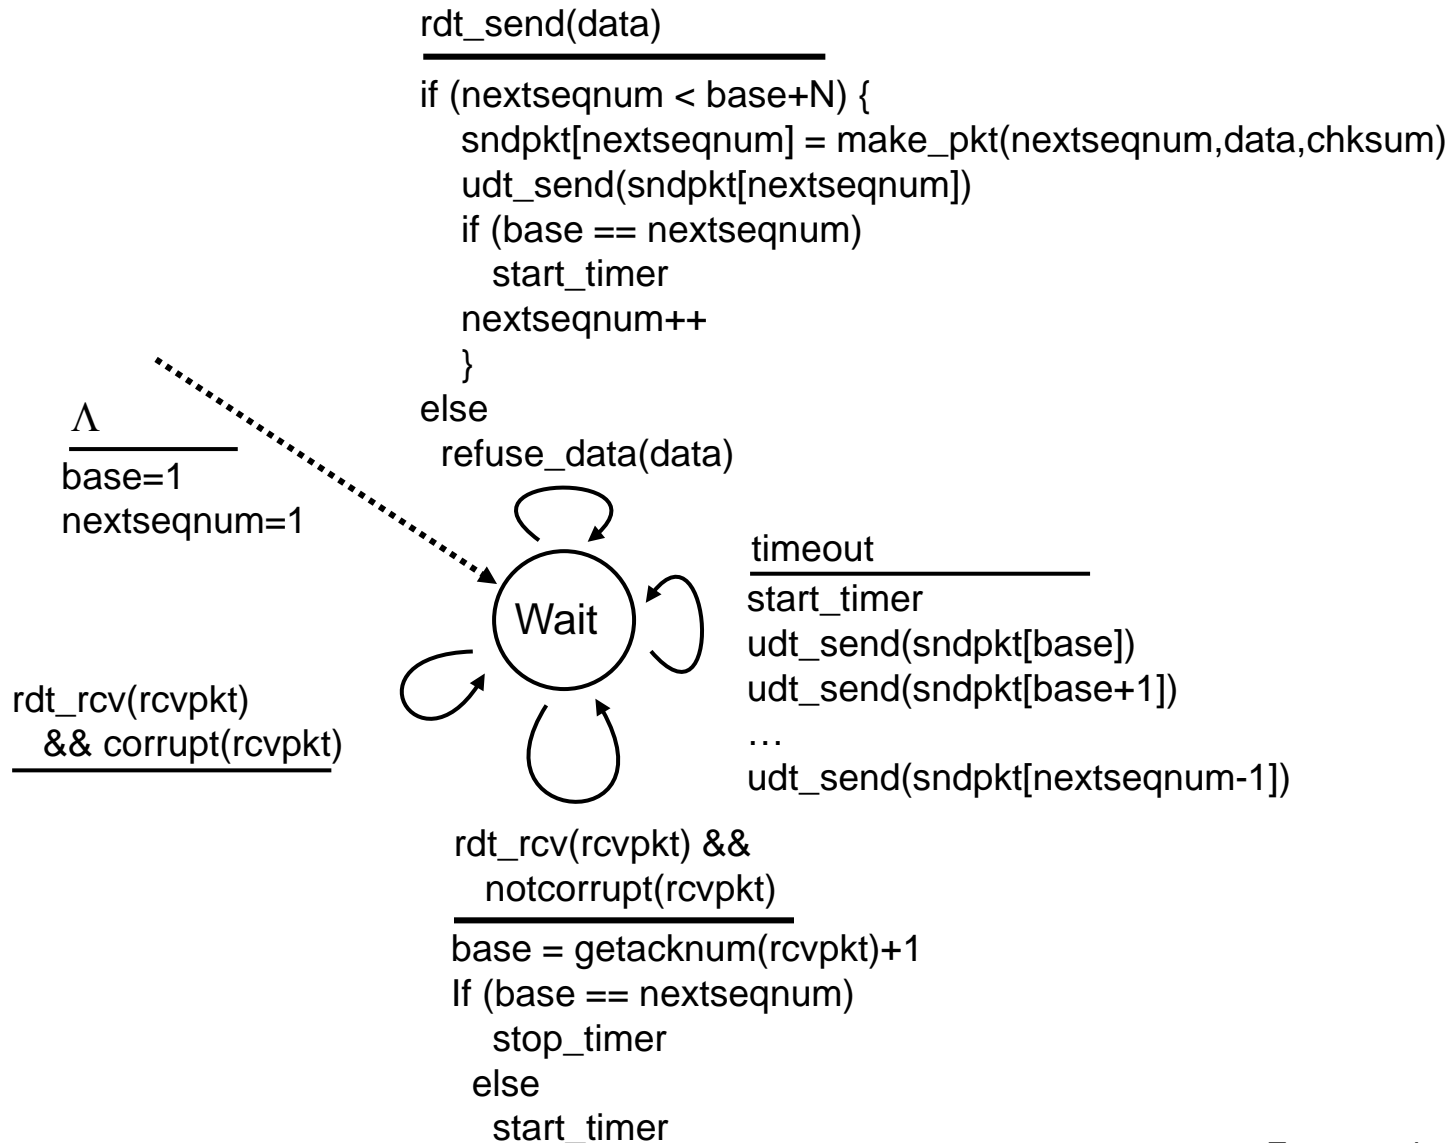 rdt_send(data)
if (nextseqnum < base+N) {
sndpkt[nextseqnum] = make_pkt(nextseqnum,data,chksum)
udt_send(sndpkt[nextseqnum])
if (base == nextseqnum)
start_timer
nextseqnum++
}
else
refuse_data(data)
Λ
base=1
nextseqnum=1
Wait
timeout
start_timer
udt_send(sndpkt[base])
udt_send(sndpkt[base+1])
…
udt_send(sndpkt[nextseqnum-1])
rdt_rcv(rcvpkt)
&& corrupt(rcvpkt)
rdt_rcv(rcvpkt) &&
notcorrupt(rcvpkt)
base = getacknum(rcvpkt)+1
If (base == nextseqnum)
stop_timer
else
start_timer